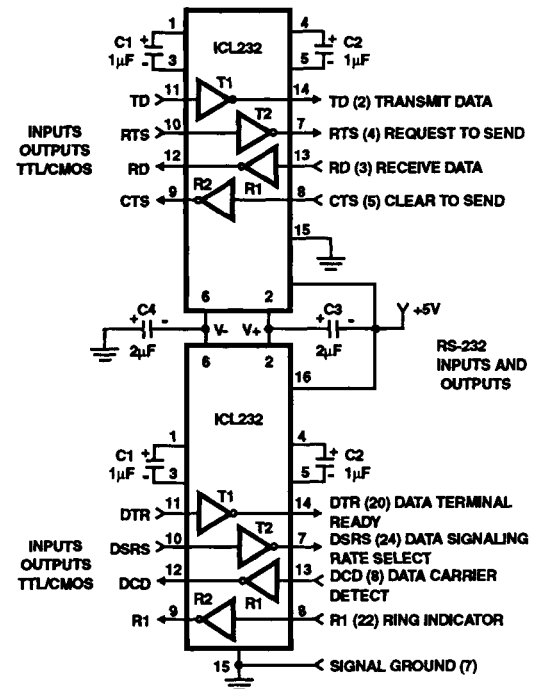 1
4
C1 +
1μF -
ICL232
+ C2
- 1μF
3
5
T1
TD 11
14 TD (2) TRANSMIT DATA
T2
RTS 10
7 RTS (4) REQUEST TO SEND
INPUTS
OUTPUTS
TTL/CMOS
RD 12
13 RD (3) RECEIVE DATA
R2
R1
CTS 9
8 CTS (5) CLEAR TO SEND
15
6
2
+ C4 -
2μF
V-
V+
+ C3 -
2μF
+5V
RS-232
INPUTS AND
OUTPUTS
6
2
16
ICL232
1
4
C1 +
1μF -
+ C2
- 1μF
3
5
T1
DTR 11
14 DTR (20) DATA TERMINAL
READY
T2
DSRS 10
7 DSRS (24) DATA SIGNALING
RATE SELECT
INPUTS
OUTPUTS
TTL/CMOS
DCD 12
13 DCD (8) DATA CARRIER
DETECT
R2
R1
R1 9
8 R1 (22) RING INDICATOR
15
SIGNAL GROUND (7)